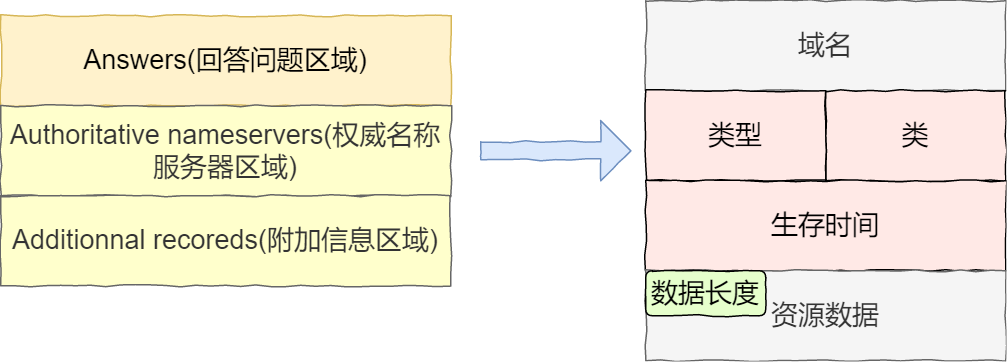 Answers(回答问题区域)
Authoritative nameservers(权威名称
服务器区域)
Additionnal recoreds(附加信息区域)
域名
类型
类
生存时间
数据长度
资源数据